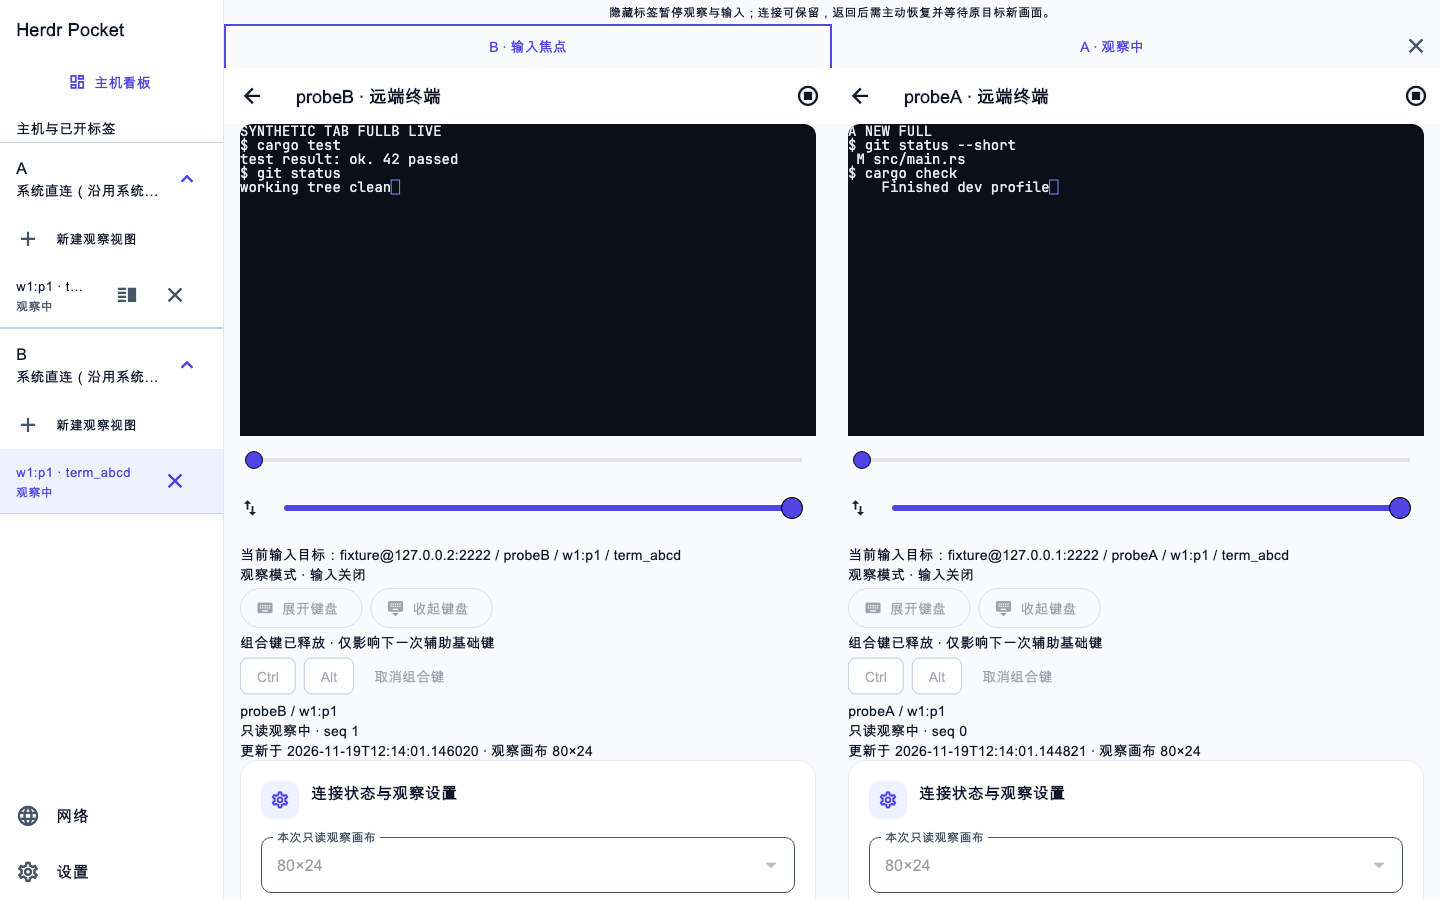 Herdr Pocket
主机看板
主机与已开标签
A
系统直连 ( 沿用系统...
新建观察视图
w1:p1 · t...
观察中
B
系统直连 ( 沿用系统...
新建观察视图
w1:p1 · term_abcd
观察中
网络
设置
隐藏标签暂停观察与输入；连接可保留，返回后需主动恢复并等待原目标新画面。
B · 输入焦点
probeB · 远端终端
SYNTHETIC TAB FULLB LIVE
$ cargo test
test result: ok. 42 passed
$ git status
working tree clean
当前输入目标：fixture@127.0.0.2:2222 / probeB / w1:p1 / term_abcd
观察模式 · 输入关闭
展开键盘
收起键盘
组合键已释放 · 仅影响下一次辅助基础键
Ctrl
Alt
取消组合键
probeB / w1:p1
只读观察中 · seq 1
更新于 2026-11-19T12:14:01.146020 · 观察画布 80×24
连接状态与观察设置
本次只读观察画布
80×24
A · 观察中
probeA · 远端终端
A NEW FULL
$ git status --short
 M src/main.rs
$ cargo check
    Finished dev profile
当前输入目标：fixture@127.0.0.1:2222 / probeA / w1:p1 / term_abcd
观察模式 · 输入关闭
展开键盘
收起键盘
组合键已释放 · 仅影响下一次辅助基础键
Ctrl
Alt
取消组合键
probeA / w1:p1
只读观察中 · seq 0
更新于 2026-11-19T12:14:01.144821 · 观察画布 80×24
连接状态与观察设置
本次只读观察画布
80×24